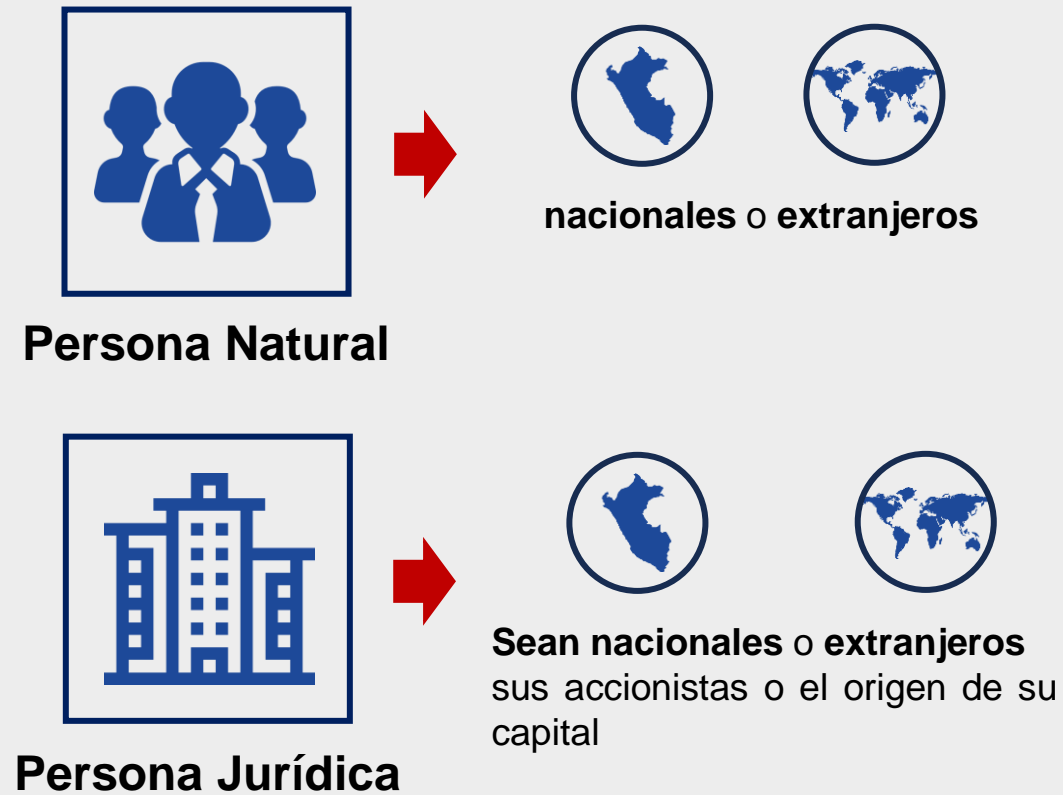 nacionales o extranjeros
Persona Natural
Sean nacionales o extranjeros
sus accionistas o el origen de su
capital
Persona Jurídica